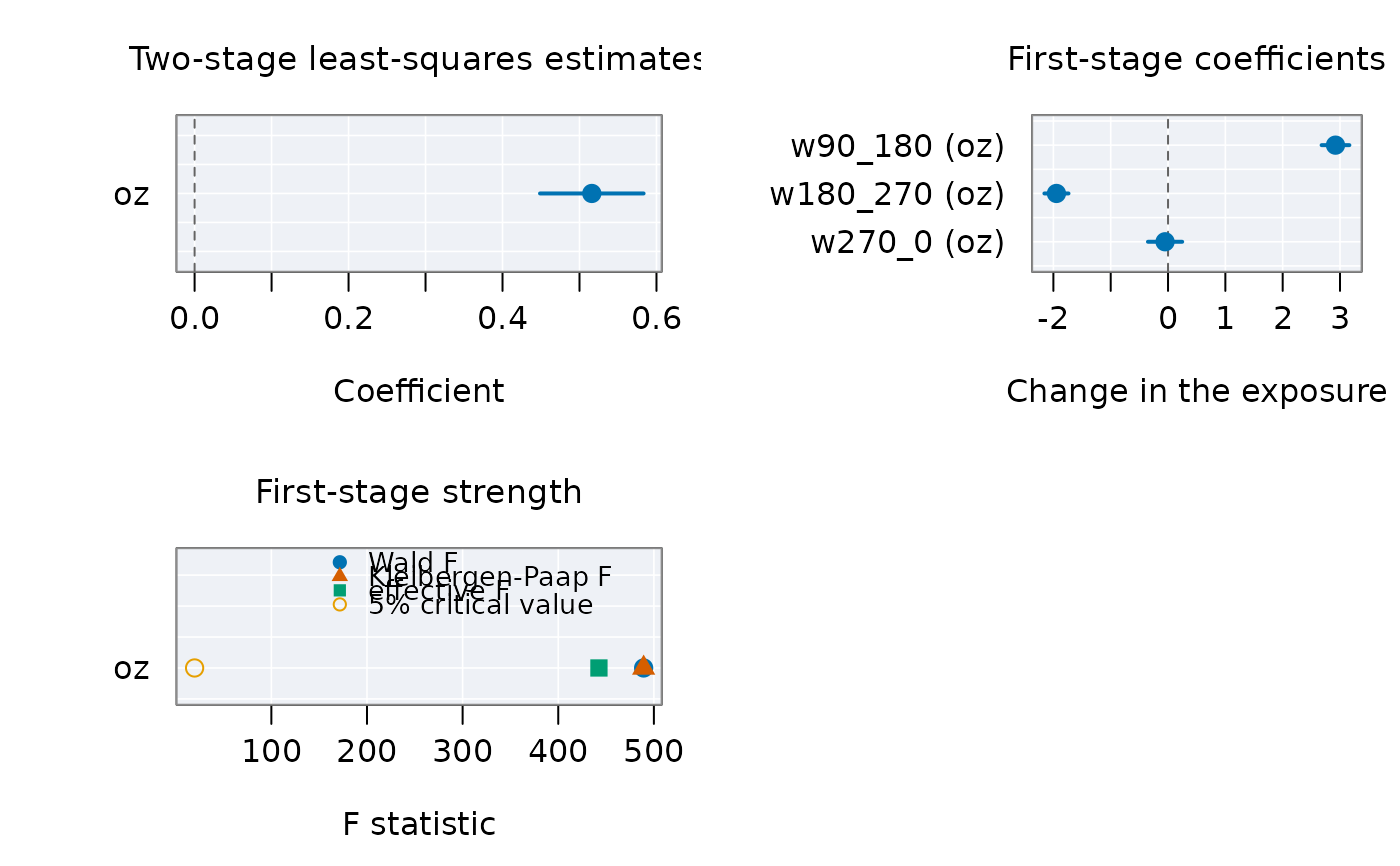 Two-stage least-squares estimates
oz
0.0 0.2 0.4 0.6
Coefficient
First-stage coefficients
w90_180 (oz)
w180_270 (oz)
w270_0 (oz)
-2 0 1 2 3
Change in the exposure
First-stage strength
Wald F
Kleibergen-Paap F
effective F
5% critical value
oz
100 200 300 400 500
F statistic